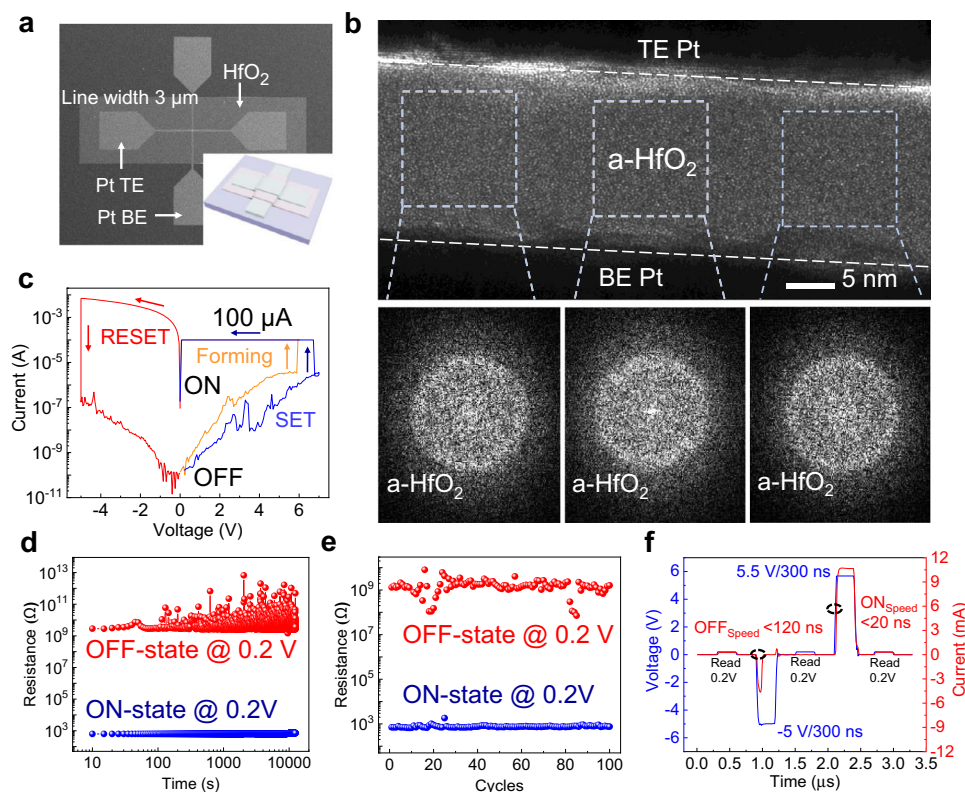 a
HfO₂
Line width 3 µm
Pt TE
Pt BE
b
TE Pt
a-HfO₂
BE Pt
5 nm
a-HfO₂
a-HfO₂
a-HfO₂
c
100 µA
RESET
Forming
ON
SET
OFF
Current (A)
10⁻³
10⁻⁵
10⁻⁷
10⁻⁹
10⁻¹¹
-4 -2 0 2 4 6
Voltage (V)
d
Resistance (Ω)
10¹³
10¹¹
10⁹
10⁷
10⁵
10³
OFF-state @ 0.2 V
ON-state @ 0.2V
10 100 1000 10000
Time (s)
e
Resistance (Ω)
10⁹
10⁷
10⁵
10³
OFF-state @ 0.2 V
ON-state @ 0.2V
0 20 40 60 80 100
Cycles
f
Voltage (V)
6
4
2
0
-2
-4
-6
5.5 V/300 ns
OFF_Speed <120 ns
ON_Speed
<20 ns
Read
0.2V
Read
0.2V
Read
0.2V
-5 V/300 ns
12
9
6
3
0
-3
-6
-9
-12
Current (mA)
0.0 0.5 1.0 1.5 2.0 2.5 3.0 3.5
Time (µs)